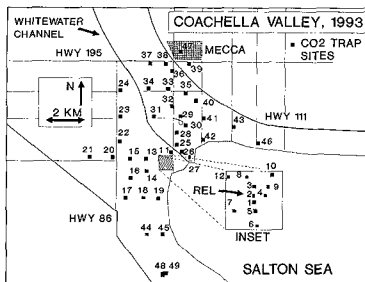 COACHELLA VALLEY, 1993
WHITEWATER
CHANNEL
47
MECCA
CO2 TRAP
SITES
HWY 195
37 38 39
36
N
24 34 33 35
32 40
2 KM
23 31 29 41 43 HWY 111
30
28
22 25 42 46
21 20 15 13 11 26
27
16 14 12 8 10
REL 3 9
2 4
17 18 19 7 1
5
HWY 86 6
44 45 INSET
48 49 SALTON SEA